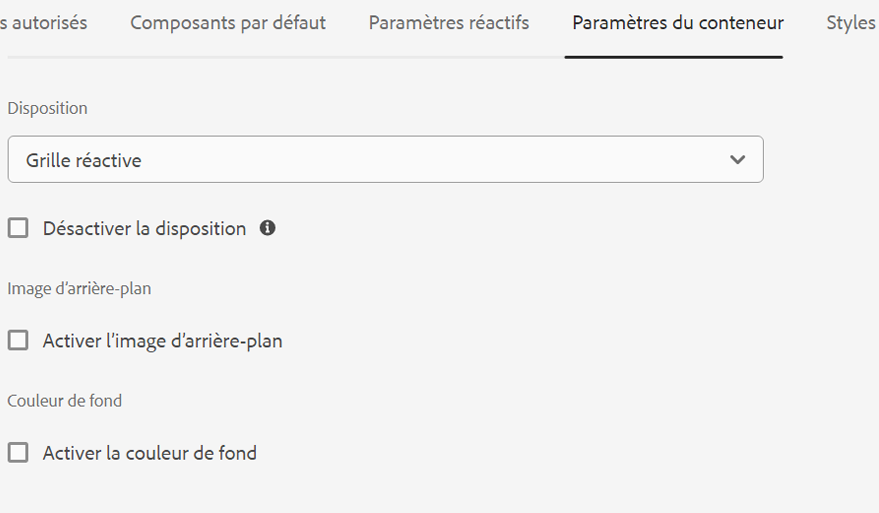 s autorisés Composants par défaut Paramètres réactifs Paramètres du conteneur Styles
Disposition
Grille réactive
Désactiver la disposition
Image d’arrière-plan
Activer l’image d’arrière-plan
Couleur de fond
Activer la couleur de fond